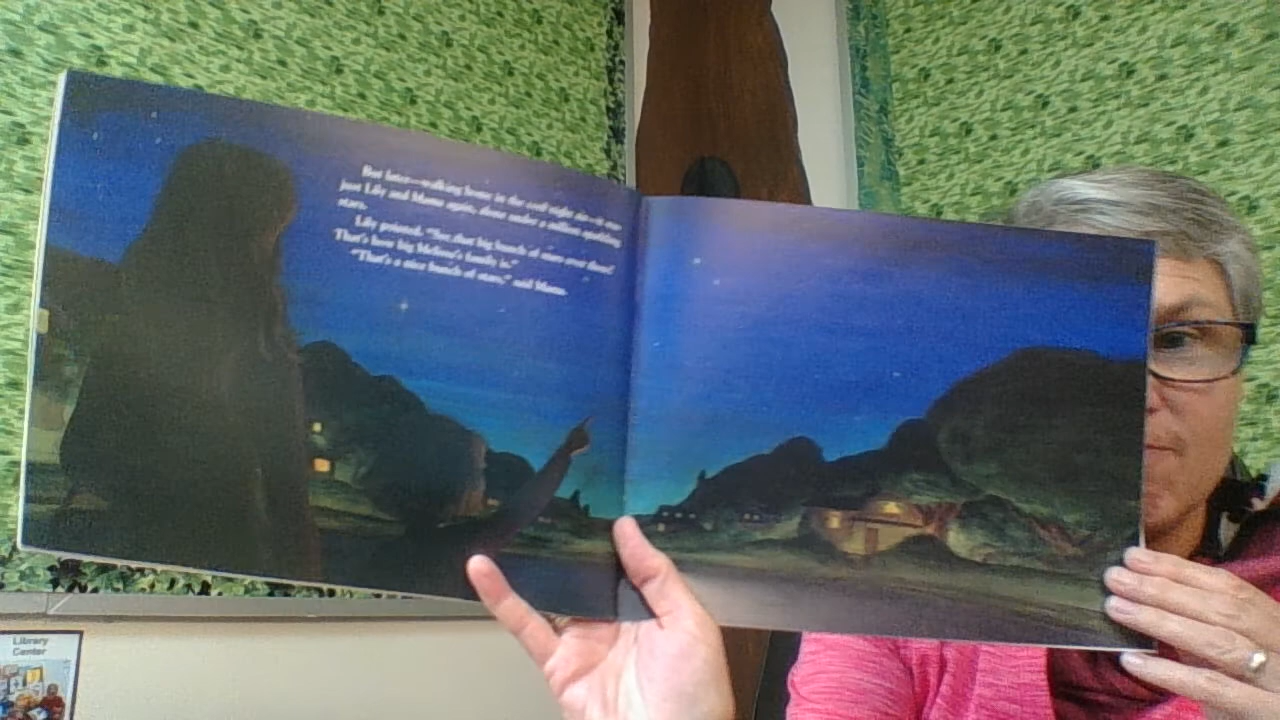 But later—walking home in the cool night air—it was
just Lily and Mama again, alone under a million sparkling
stars.
Lily pointed. "See that big bunch of stars over there?
That's how big Melissa's family is."
"That's a nice bunch of stars," said Mama.
Library
Center